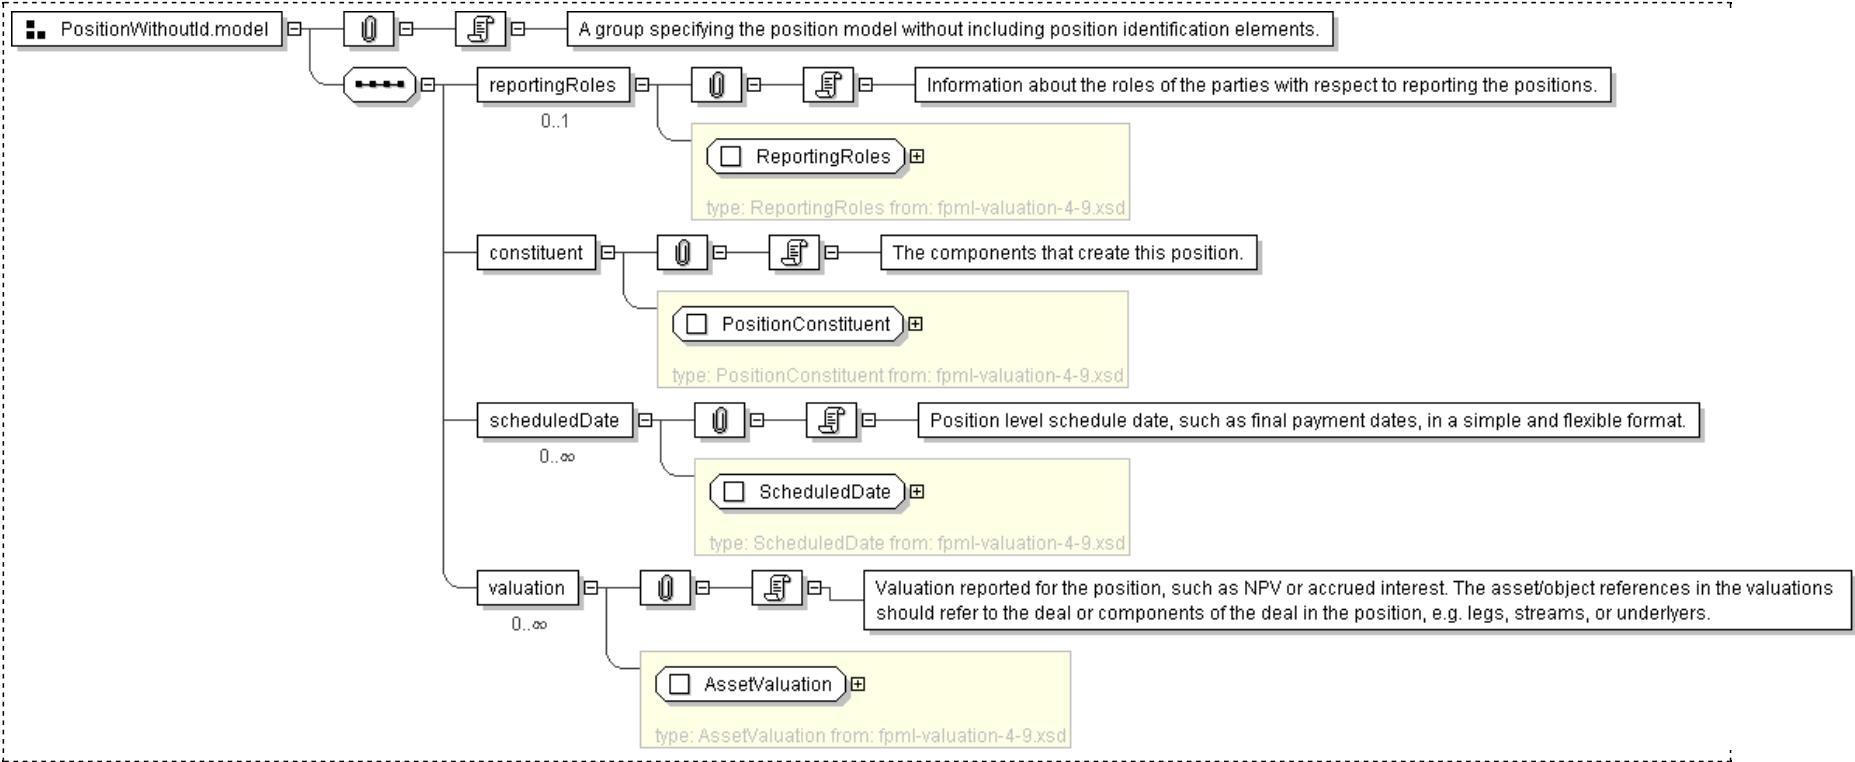 PositionWithoutId.model
A group specifying the position model without including position identification elements.
reportingRoles
Information about the roles of the parties with respect to reporting the positions.
0..1
ReportingRoles
type: ReportingRoles from: fpml-valuation-4-9.xsd
constituent
The components that create this position.
PositionConstituent
type: PositionConstituent from: fpml-valuation-4-9.xsd
scheduledDate
Position level schedule date, such as final payment dates, in a simple and flexible format.
0..∞
ScheduledDate
type: ScheduledDate from: fpml-valuation-4-9.xsd
valuation
Valuation reported for the position, such as NPV or accrued interest. The asset/object references in the valuations
should refer to the deal or components of the deal in the position, e.g. legs, streams, or underlyers.
0..∞
AssetValuation
type: AssetValuation from: fpml-valuation-4-9.xsd